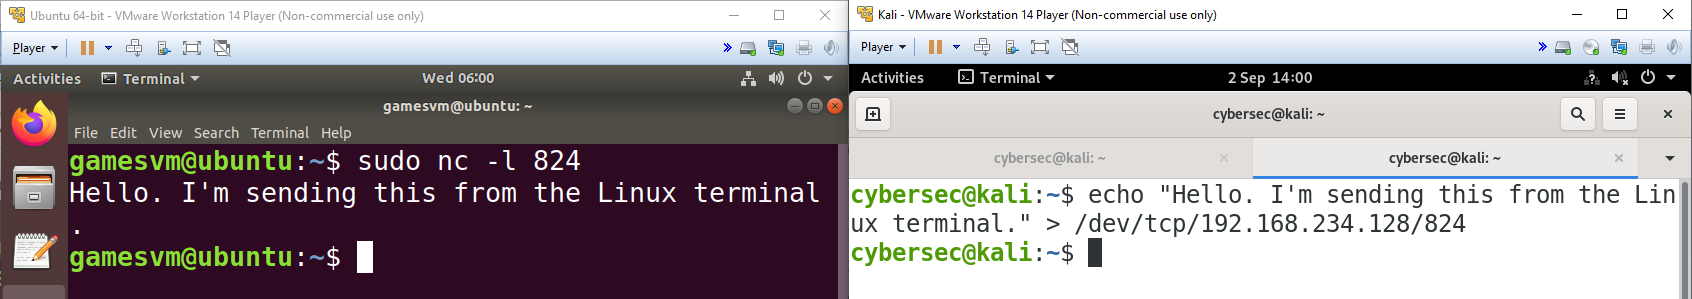 Ubuntu 64-bit - VMware Workstation 14 Player (Non-commercial use only)
Player
Activities Terminal Wed 06:00
gamesvm@ubuntu: ~
File Edit View Search Terminal Help
gamesvm@ubuntu:~$ sudo nc -l 824
Hello. I'm sending this from the Linux terminal
.
gamesvm@ubuntu:~$
Kali - VMware Workstation 14 Player (Non-commercial use only)
Player
Activities Terminal 2 Sep 14:00
cybersec@kali: ~
cybersec@kali: ~ cybersec@kali: ~
cybersec@kali:~$ echo "Hello. I'm sending this from the Lin
ux terminal." > /dev/tcp/192.168.234.128/824
cybersec@kali:~$